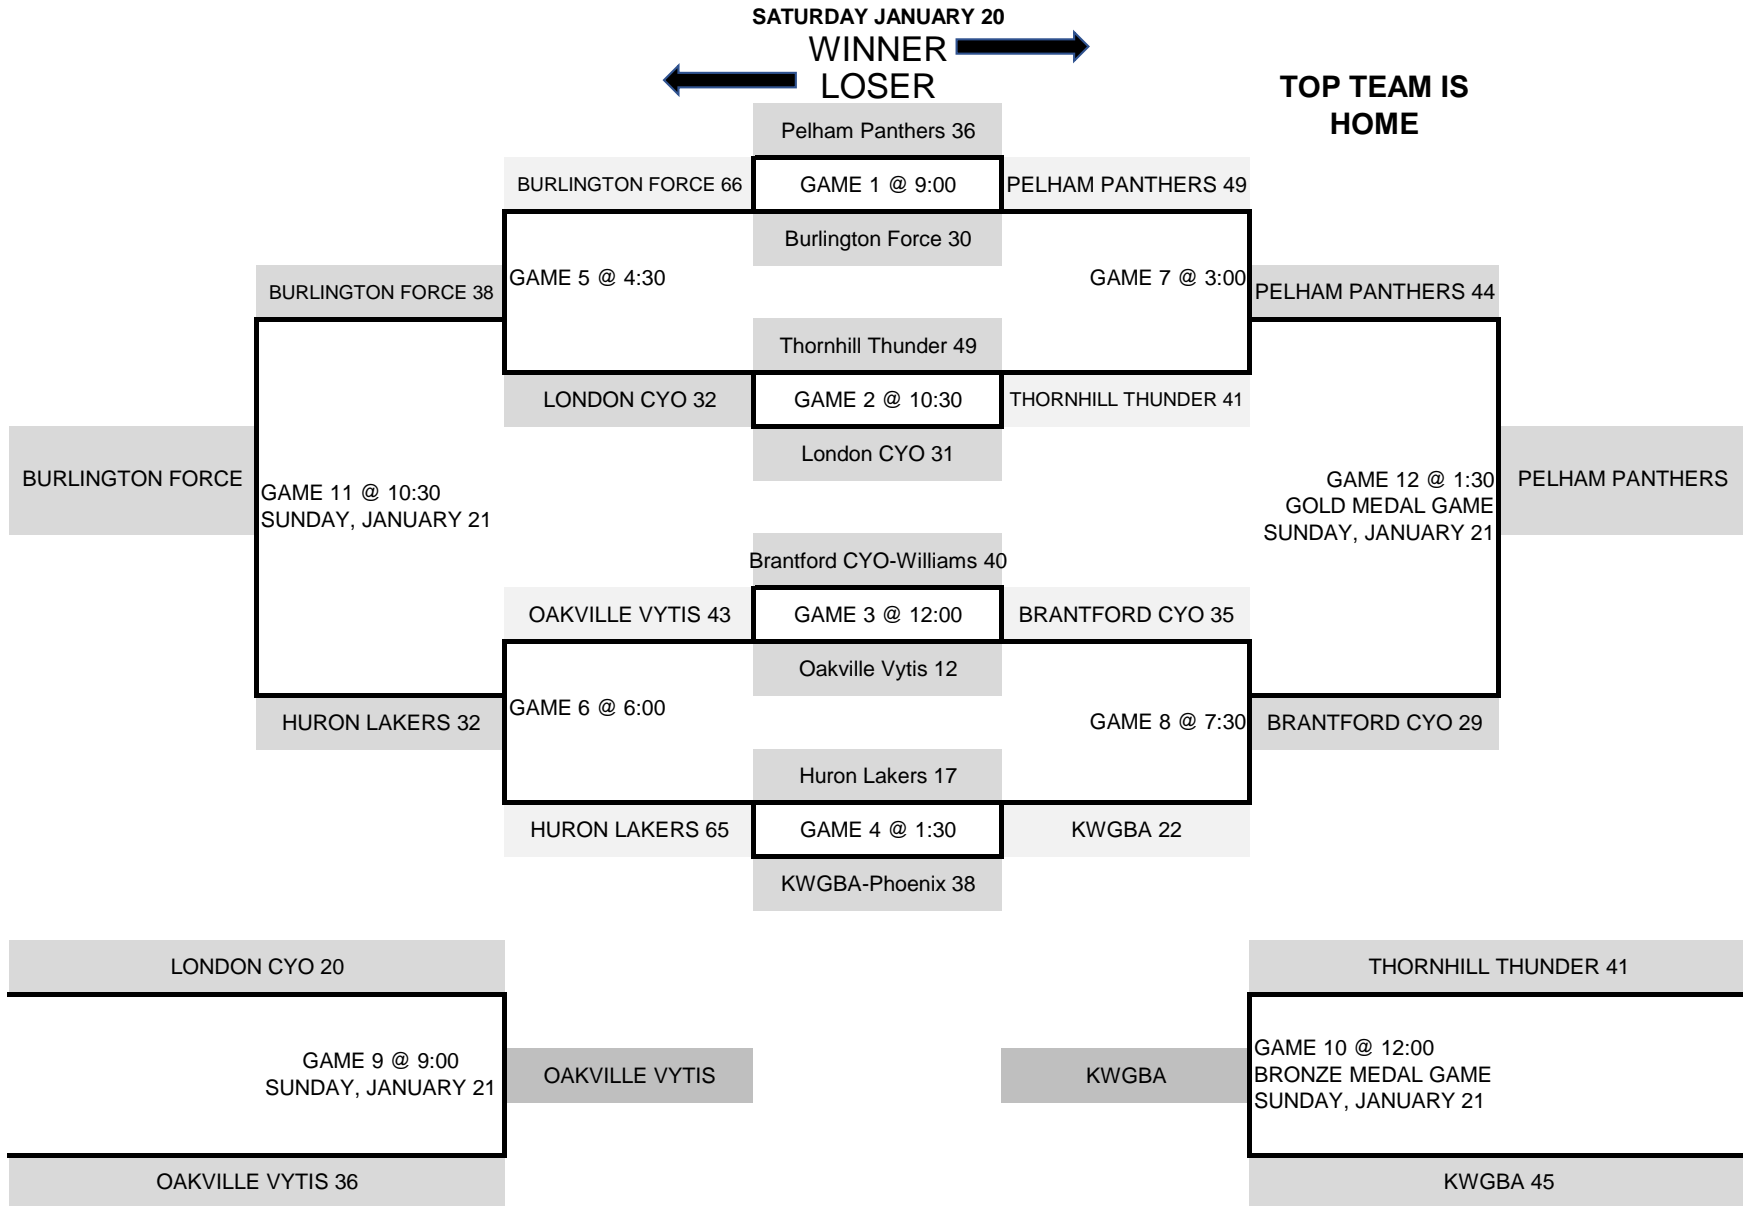 SATURDAY JANUARY 20
WINNER
LOSER
TOP TEAM IS
HOME
Pelham Panthers 36
BURLINGTON FORCE 66
GAME 1 @ 9:00
PELHAM PANTHERS 49
Burlington Force 30
GAME 5 @ 4:30
GAME 7 @ 3:00
BURLINGTON FORCE 38
PELHAM PANTHERS 44
Thornhill Thunder 49
LONDON CYO 32
GAME 2 @ 10:30
THORNHILL THUNDER 41
London CYO 31
BURLINGTON FORCE
GAME 11 @ 10:30
SUNDAY, JANUARY 21
GAME 12 @ 1:30
GOLD MEDAL GAME
SUNDAY, JANUARY 21
PELHAM PANTHERS
Brantford CYO-Williams 40
OAKVILLE VYTIS 43
GAME 3 @ 12:00
BRANTFORD CYO 35
Oakville Vytis 12
GAME 6 @ 6:00
GAME 8 @ 7:30
HURON LAKERS 32
BRANTFORD CYO 29
Huron Lakers 17
HURON LAKERS 65
GAME 4 @ 1:30
KWGBA 22
KWGBA-Phoenix 38
LONDON CYO 20
THORNHILL THUNDER 41
GAME 9 @ 9:00
SUNDAY, JANUARY 21
OAKVILLE VYTIS
KWGBA
GAME 10 @ 12:00
BRONZE MEDAL GAME
SUNDAY, JANUARY 21
OAKVILLE VYTIS 36
KWGBA 45